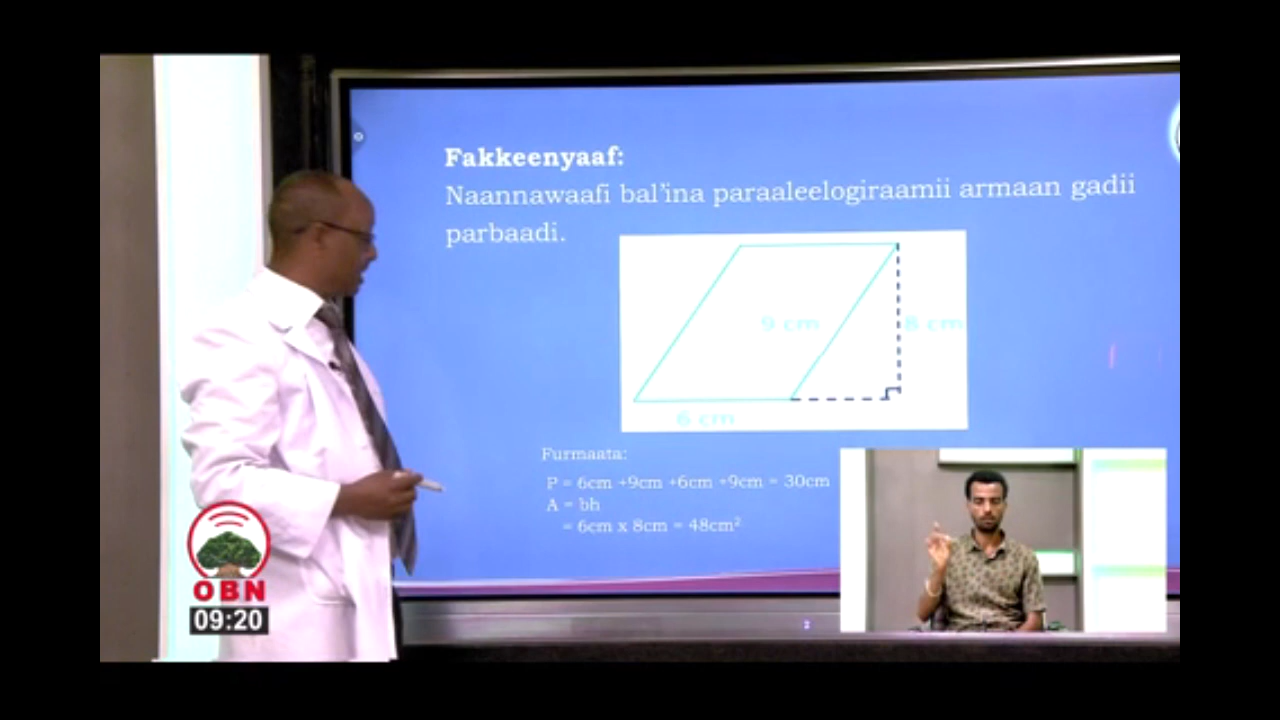 Fakkeenyaaf:
Naannawaafi bal'ina paraaleelogiraamii armaan gadii
parbaadi.
9 cm
8 cm
6 cm
Furmaata:
P = 6cm +9cm +6cm +9cm = 30cm
A = bh
= 6cm x 8cm = 48cm²
OBN
09:20